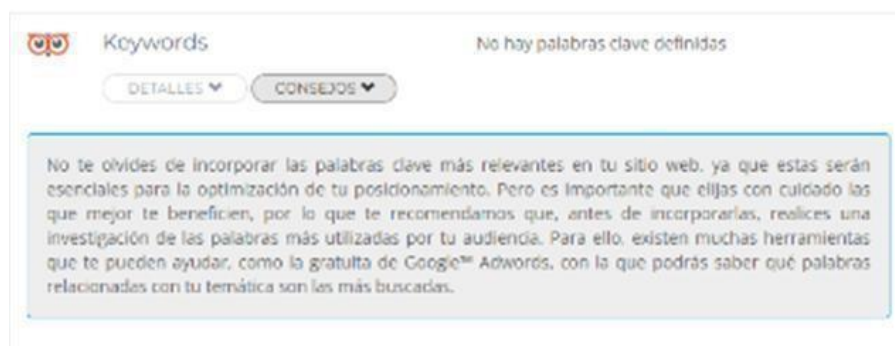 Keywords
No hay palabras clave definidas
DETALLES
CONSEJOS
No te olvides de incorporar las palabras clave más relevantes en tu sitio web, ya que estas serán
esenciales para la optimización de tu posicionamiento. Pero es importante que elijas con cuidado las
que mejor te beneficien, por lo que te recomendamos que, antes de incorporarlas, realices una
investigación de las palabras más utilizadas por tu audiencia. Para ello, existen muchas herramientas
que te pueden ayudar, como la gratuita de Google™ Adwords, con la que podrás saber qué palabras
relacionadas con tu temática son las más buscadas.